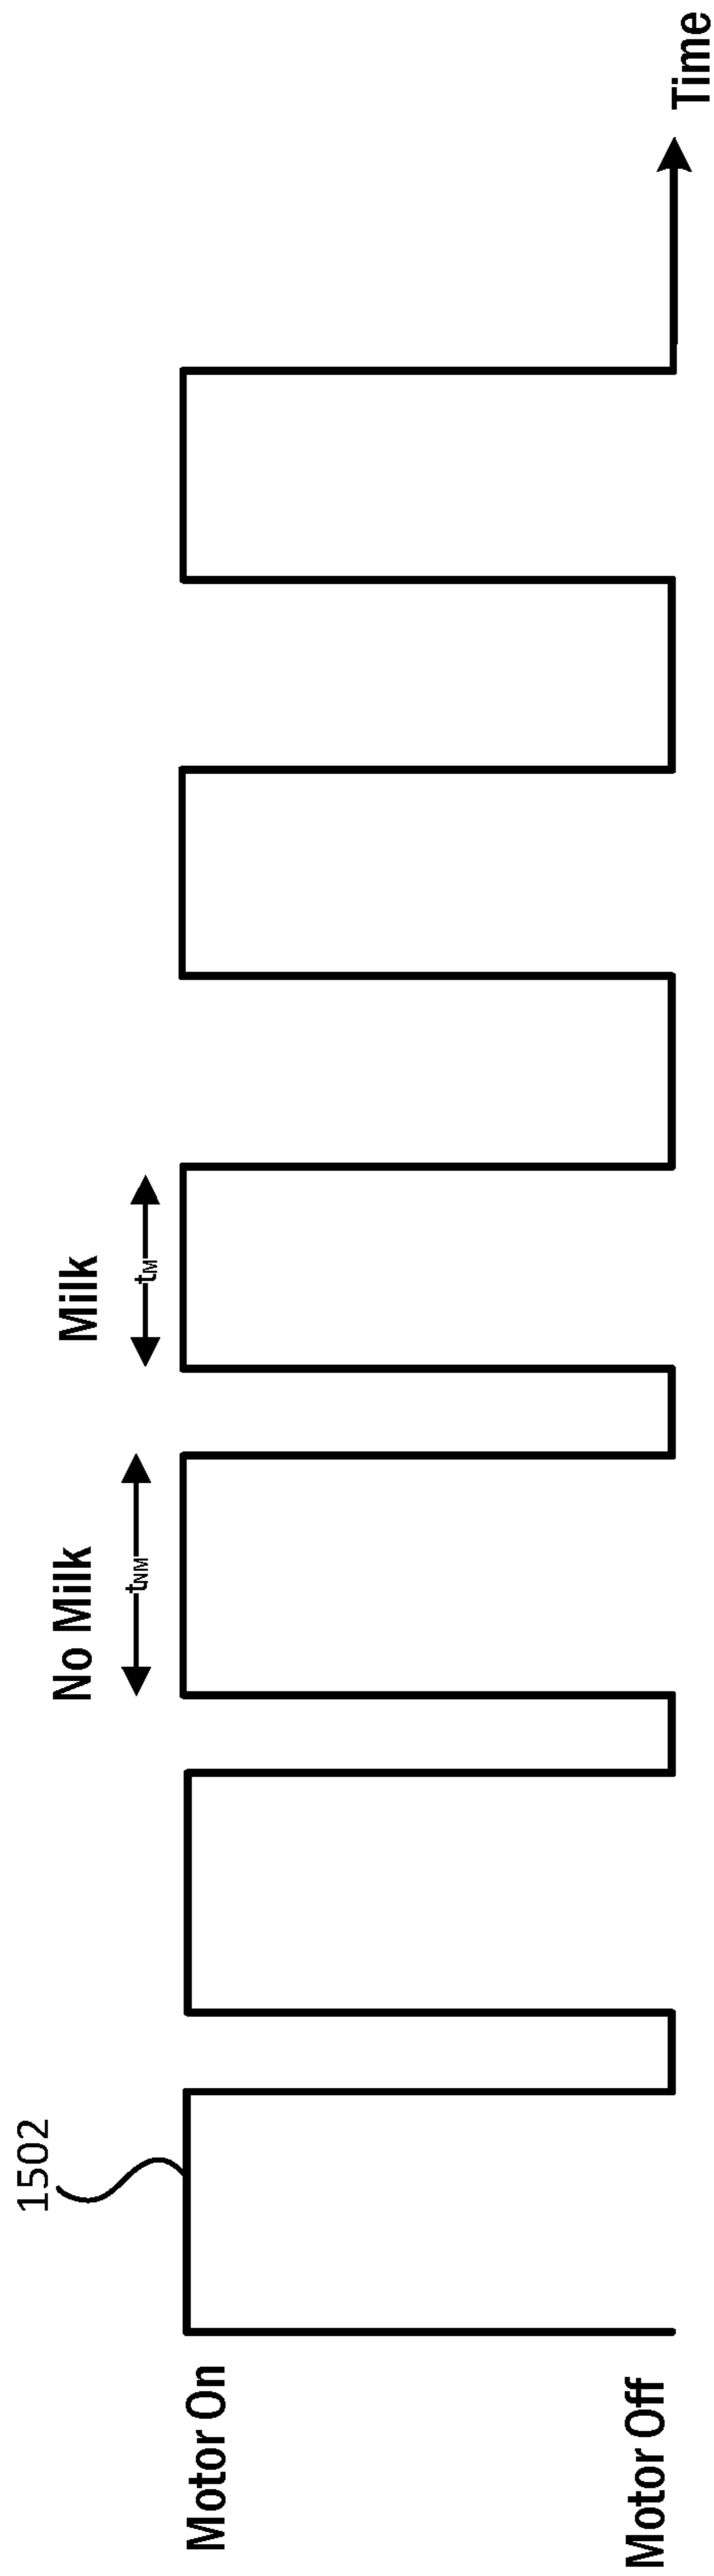 1502
No Milk
Milk
tNM
tM
Motor On
Motor Off
Time